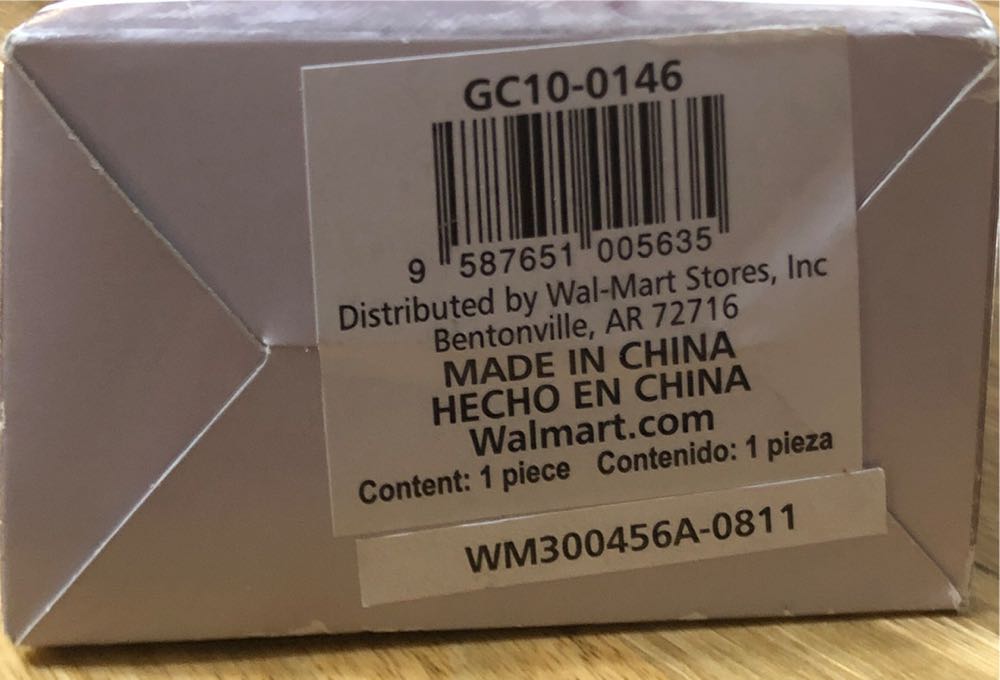 GC10-0146
9 587651 005635
Distributed by Wal-Mart Stores, Inc
Bentonville, AR 72716
MADE IN CHINA
HECHO EN CHINA
Walmart.com
Content: 1 piece Contenido: 1 pieza
WM300456A-0811